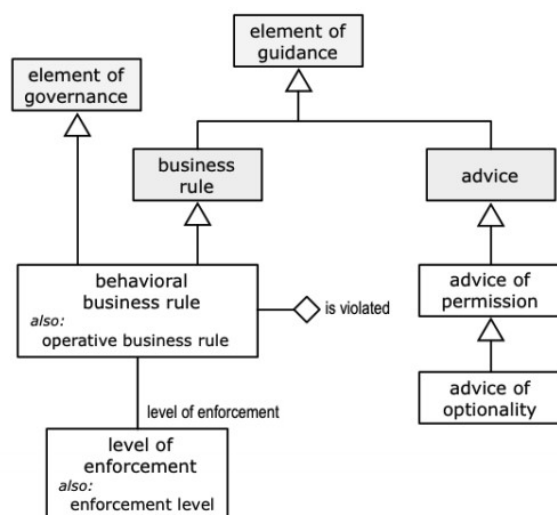 element of
guidance
element of
governance
business
rule
advice
behavioral
business rule
also:
operative business rule
is violated
advice of
permission
advice of
optionality
level of enforcement
level of
enforcement
also:
enforcement level